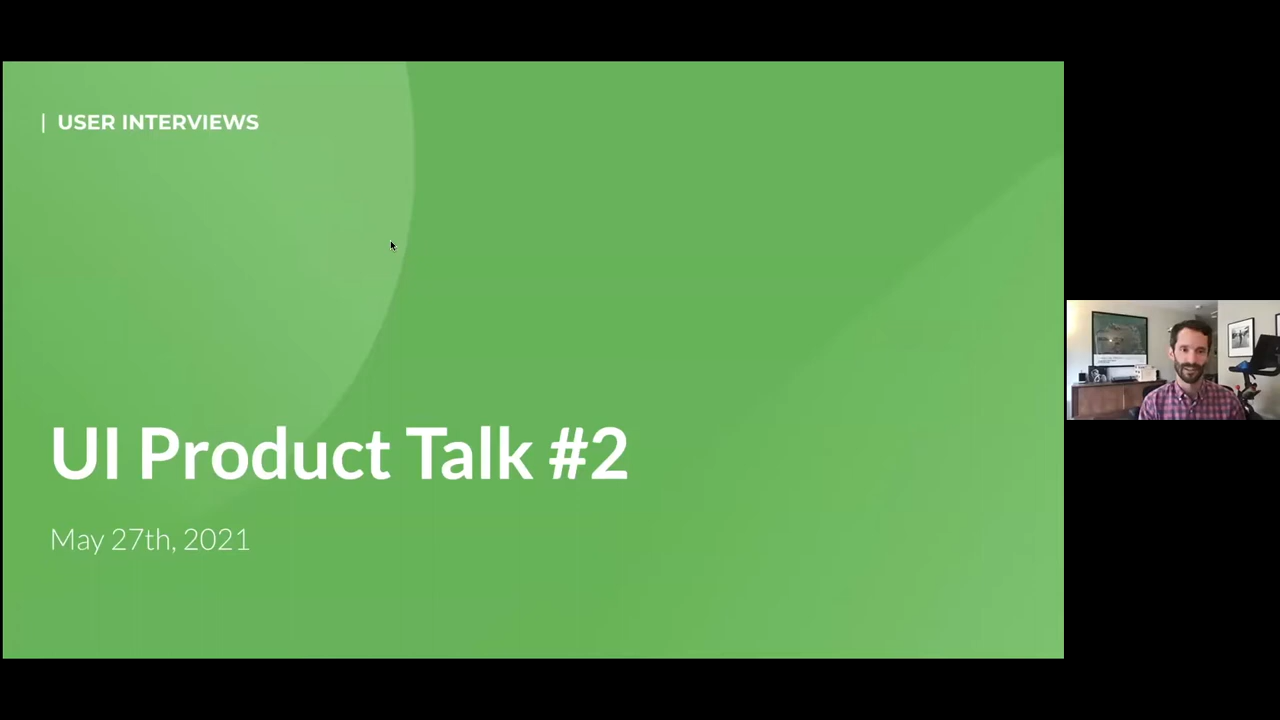 | USER INTERVIEWS
UI Product Talk #2
May 27th, 2021